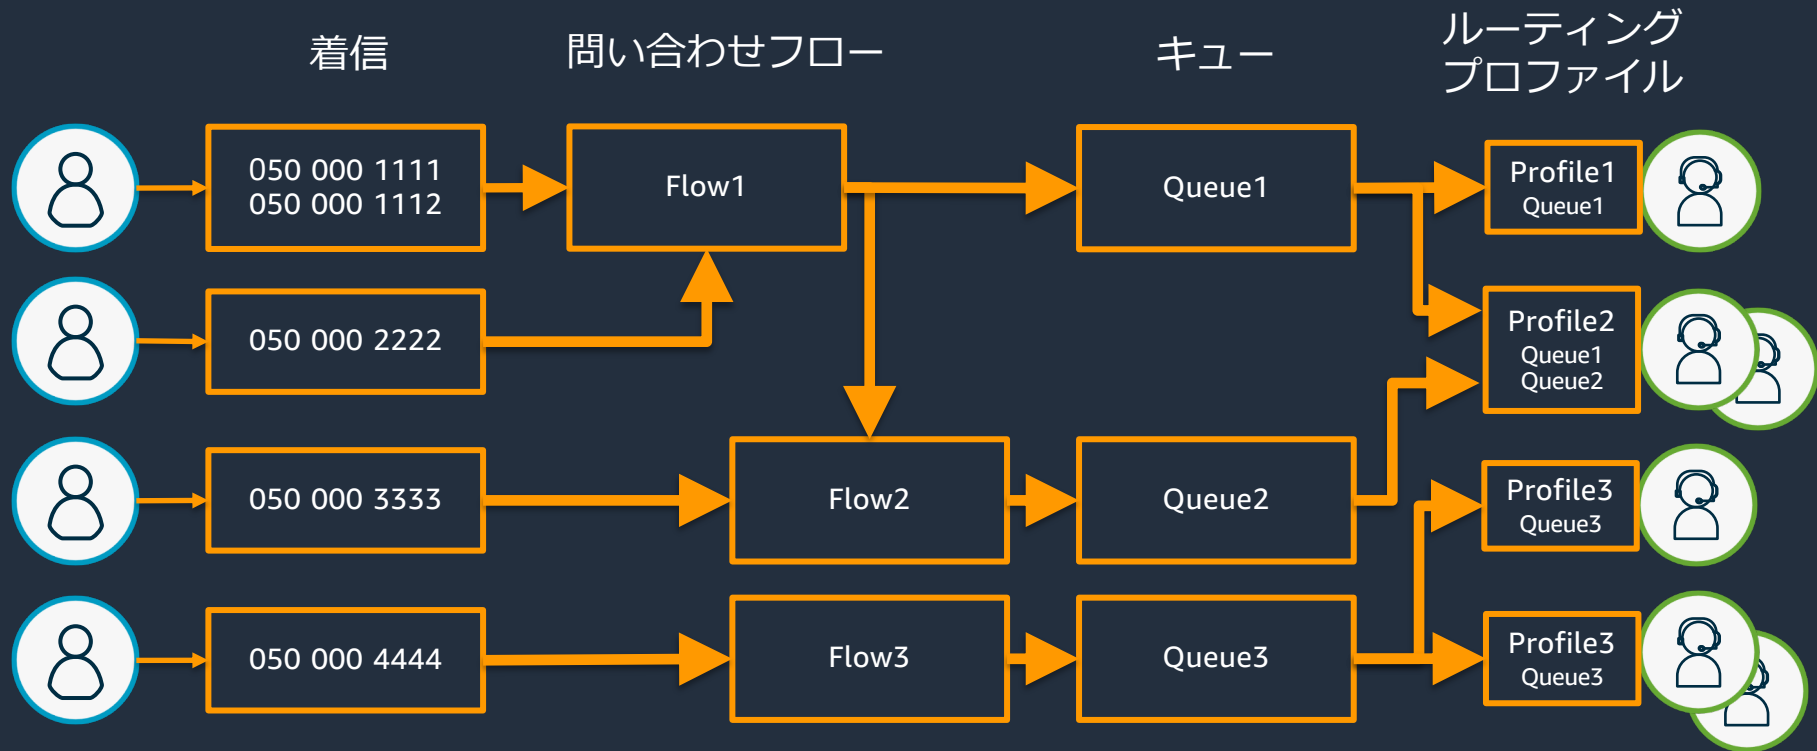 着信
問い合わせフロー
キュー
ルーティング
プロファイル
050 000 1111
050 000 1112
Flow1
Queue1
Profile1
Queue1
050 000 2222
Profile2
Queue1
Queue2
050 000 3333
Flow2
Queue2
Profile3
Queue3
050 000 4444
Flow3
Queue3
Profile3
Queue3